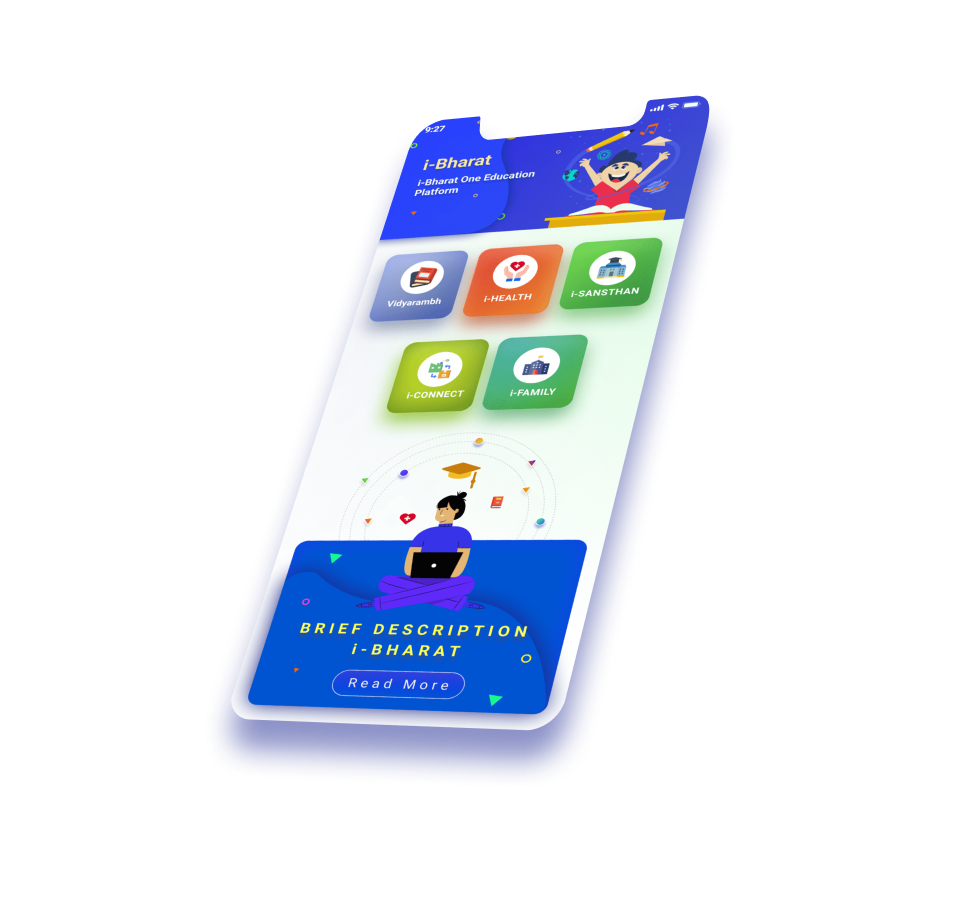 9:27
i-Bharat
i-Bharat One Education
Platform
Vidyarambh
i-HEALTH
i-SANSTHAN
i-CONNECT
i-FAMILY
BRIEF DESCRIPTION
i-BHARAT
Read More